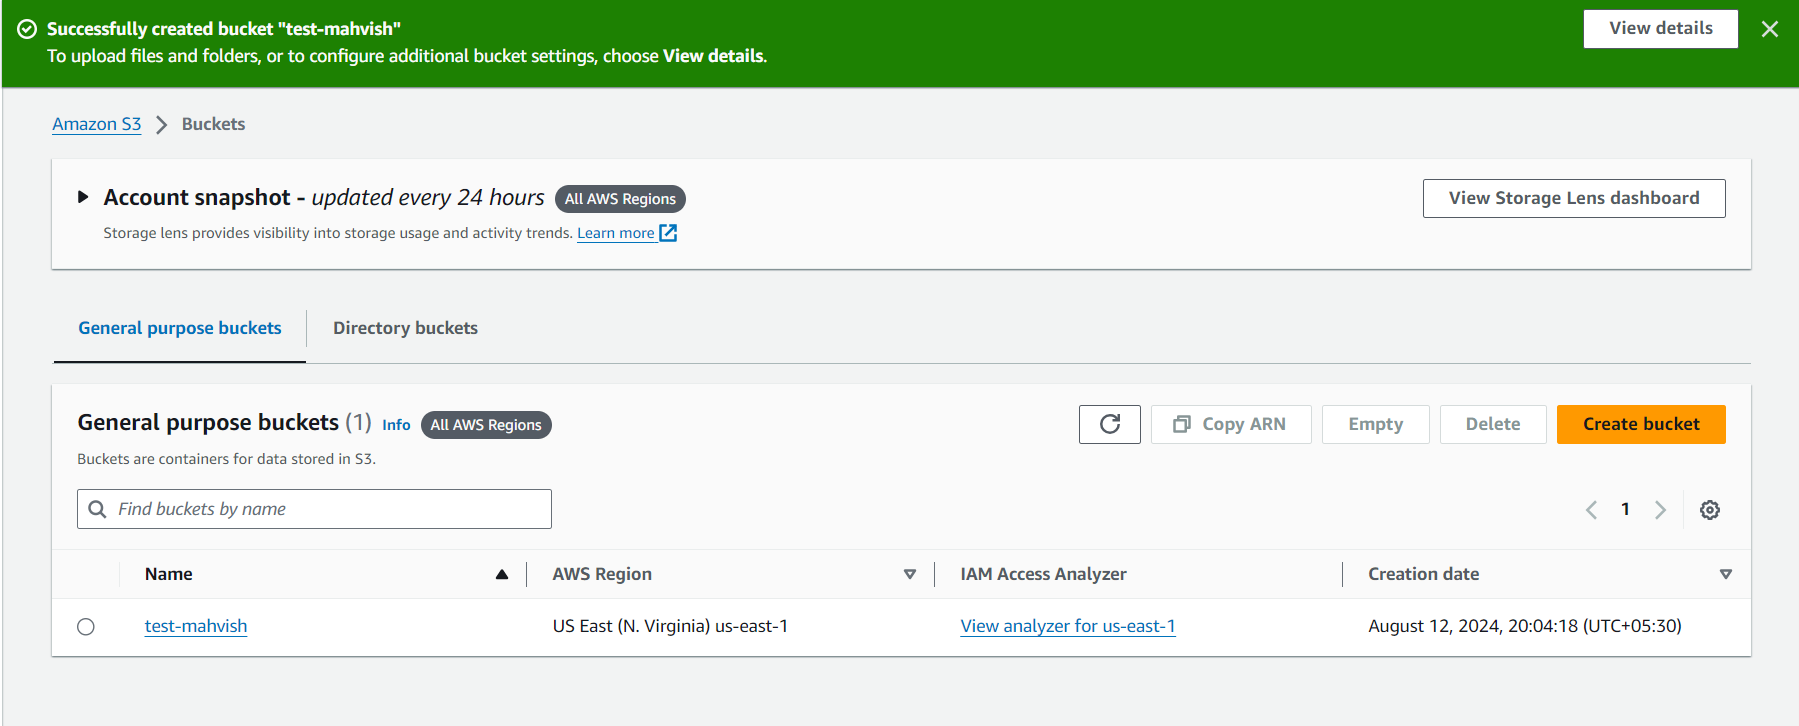 Successfully created bucket "test-mahvish"
View details
To upload files and folders, or to configure additional bucket settings, choose View details.
Amazon S3 Buckets
Account snapshot - updated every 24 hours All AWS Regions
View Storage Lens dashboard
Storage lens provides visibility into storage usage and activity trends. Learn more
General purpose buckets Directory buckets
General purpose buckets (1) Info All AWS Regions
Copy ARN Empty Delete Create bucket
Buckets are containers for data stored in S3.
Find buckets by name
1
Name AWS Region IAM Access Analyzer Creation date
test-mahvish US East (N. Virginia) us-east-1 View analyzer for us-east-1 August 12, 2024, 20:04:18 (UTC+05:30)